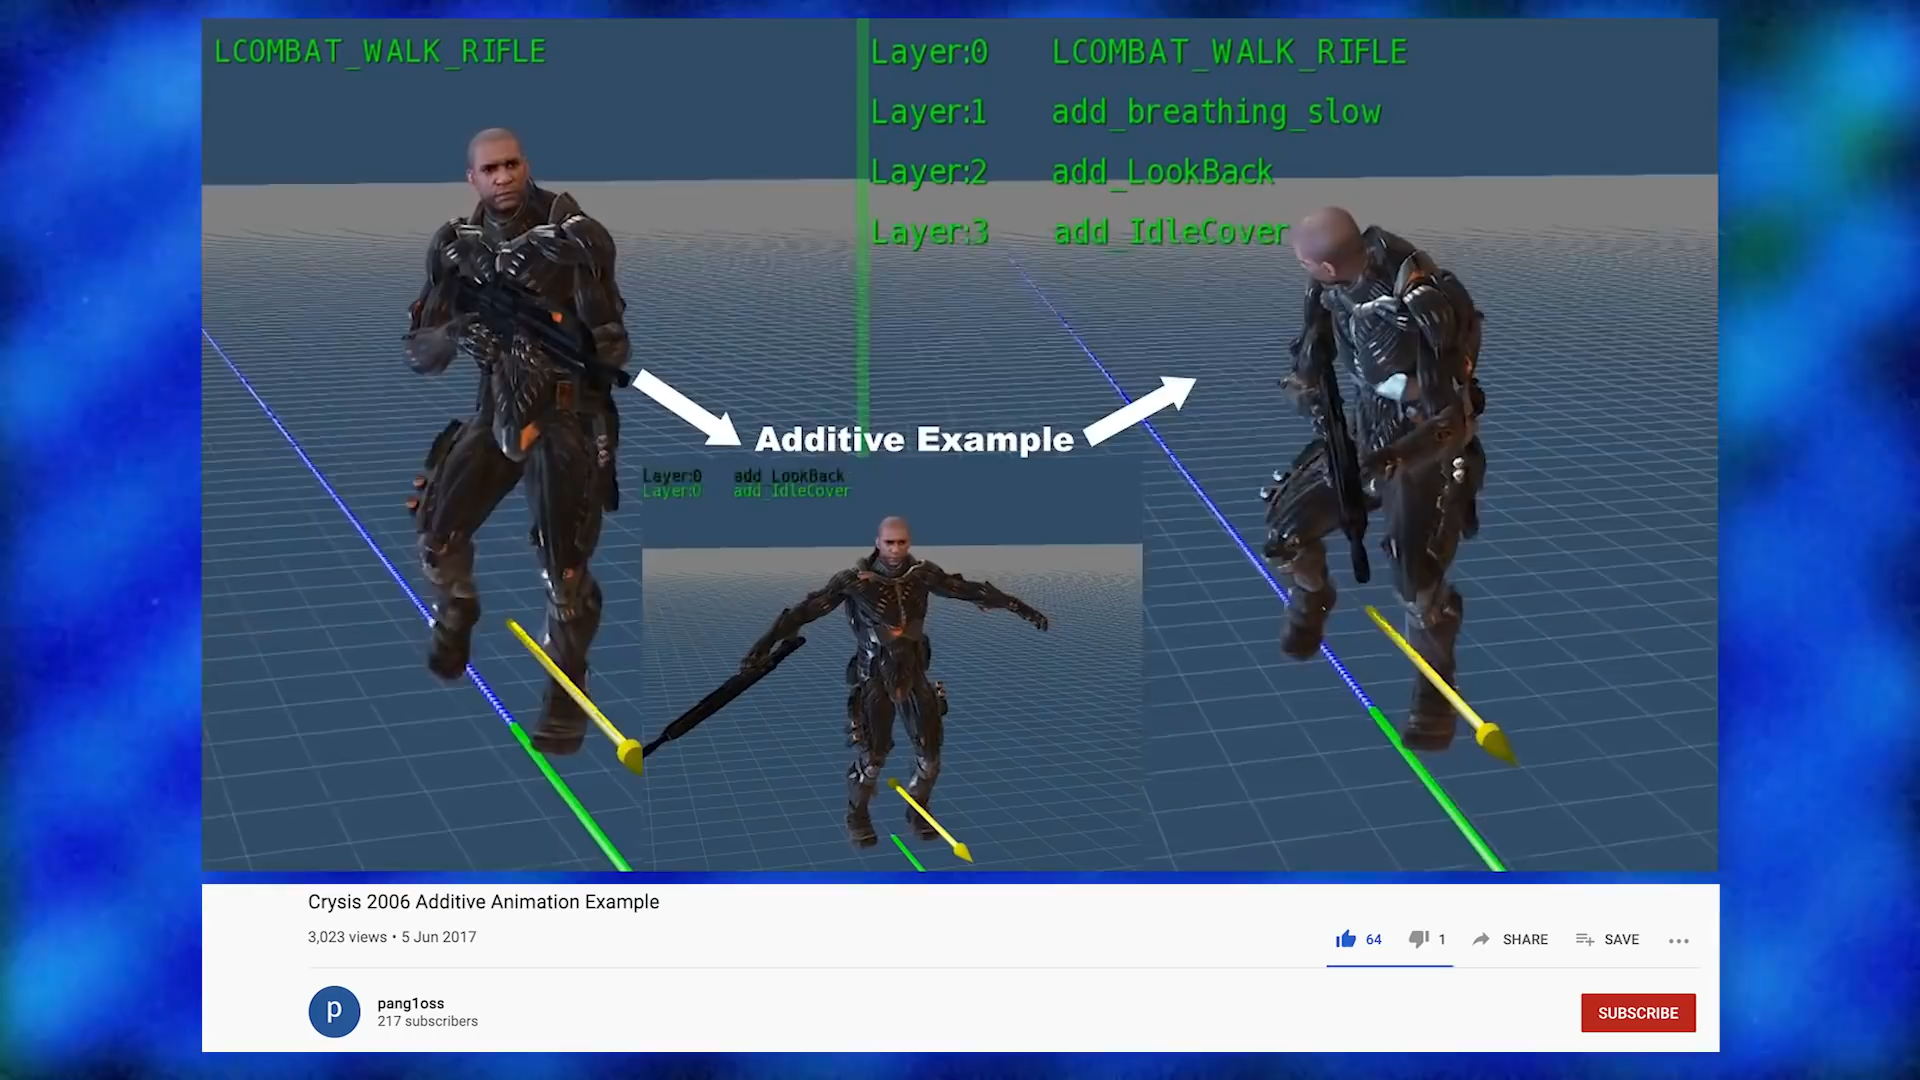 LCOMBAT_WALK_RIFLE
Layer:0 LCOMBAT_WALK_RIFLE
Layer:1 add_breathing_slow
Layer:2 add_LookBack
Layer:3 add_IdleCover
Additive Example
Layer:0 add_LookBack
Layer:0 add_IdleCover
Crysis 2006 Additive Animation Example
3,023 views • 5 Jun 2017
64 1 SHARE SAVE
p
pang1oss
217 subscribers
SUBSCRIBE